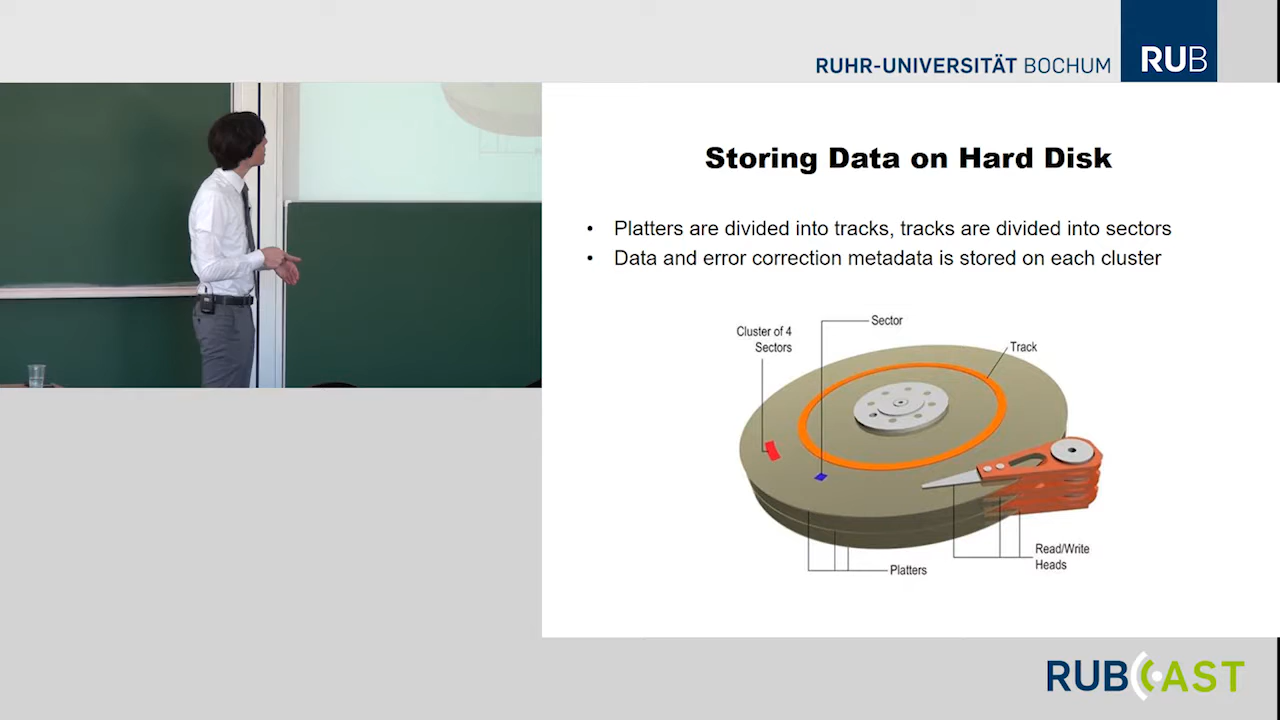 RUHR-UNIVERSITÄT BOCHUM
RUB
Storing Data on Hard Disk
• Platters are divided into tracks, tracks are divided into sectors
• Data and error correction metadata is stored on each cluster
Cluster of 4
Sectors
Sector
Track
Read/Write
Heads
Platters
RUBCAST